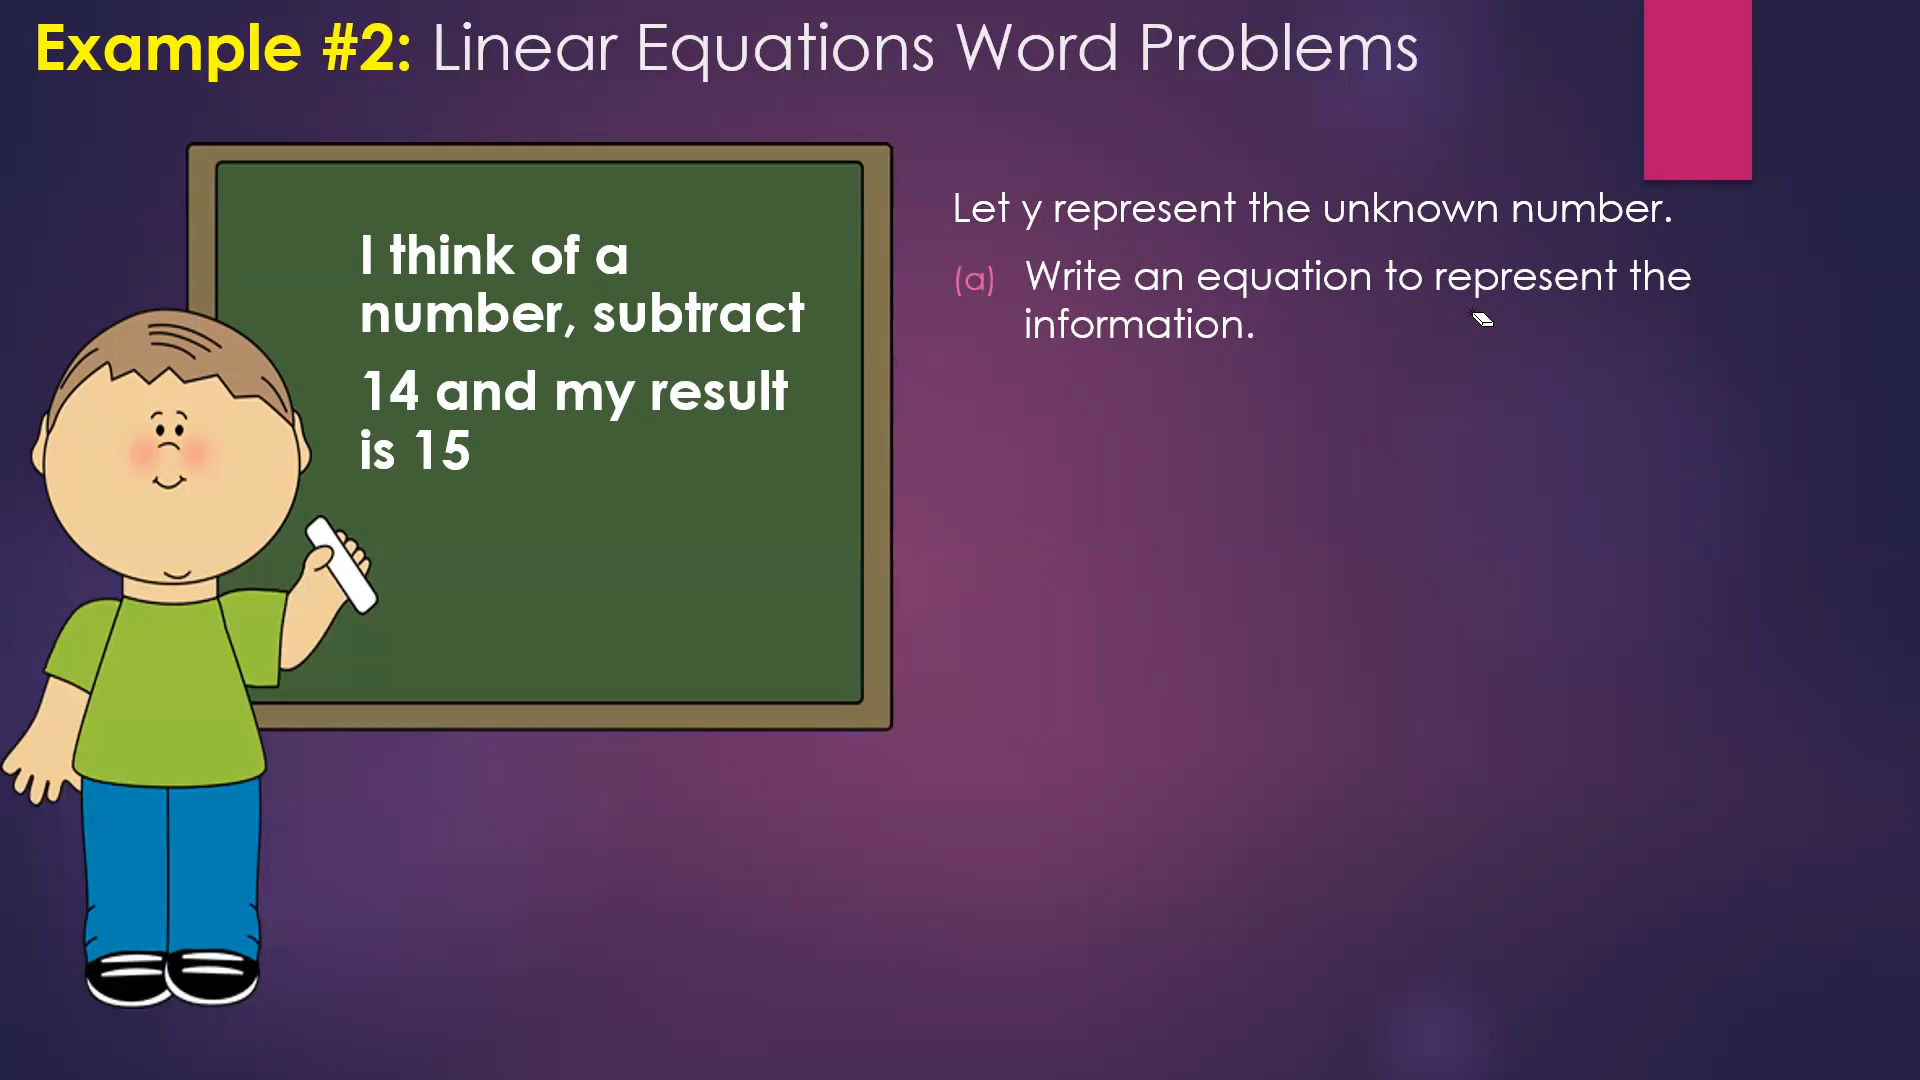 Example #2: Linear Equations Word Problems
I think of a
number, subtract
14 and my result
is 15
Let y represent the unknown number.
(a) Write an equation to represent the
information.